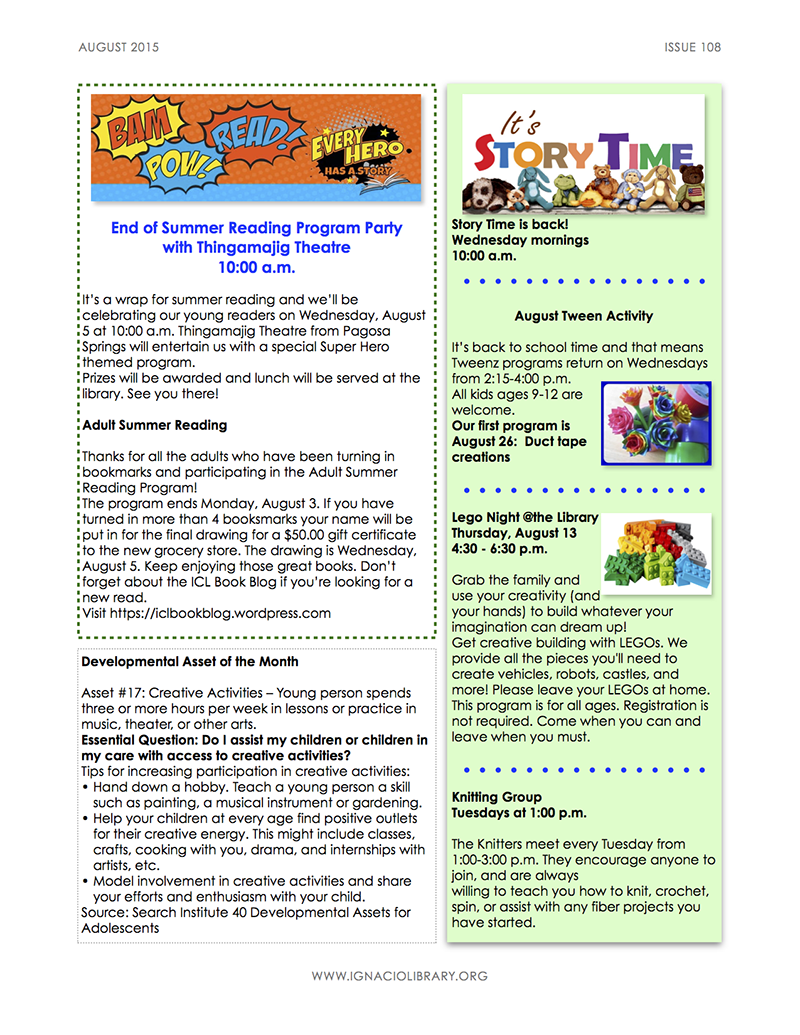 AUGUST 2015
ISSUE 108
BAM
POW!
READ!
EVERY
HERO
HAS A STORY
End of Summer Reading Program Party
with Thingamajig Theatre
10:00 a.m.
It's a wrap for summer reading and we'll be
celebrating our young readers on Wednesday, August
5 at 10:00 a.m. Thingamajig Theatre from Pagosa
Springs will entertain us with a special Super Hero
themed program.
Prizes will be awarded and lunch will be served at the
library. See you there!
Adult Summer Reading
Thanks for all the adults who have been turning in
bookmarks and participating in the Adult Summer
Reading Program!
The program ends Monday, August 3. If you have
turned in more than 4 booksmarks your name will be
put in for the final drawing for a $50.00 gift certificate
to the new grocery store. The drawing is Wednesday,
August 5. Keep enjoying those great books. Don't
forget about the ICL Book Blog if you're looking for a
new read.
Visit https://iclbookblog.wordpress.com
Developmental Asset of the Month
Asset #17: Creative Activities – Young person spends
three or more hours per week in lessons or practice in
music, theater, or other arts.
Essential Question: Do I assist my children or children in
my care with access to creative activities?
Tips for increasing participation in creative activities:
• Hand down a hobby. Teach a young person a skill
such as painting, a musical instrument or gardening.
• Help your children at every age find positive outlets
for their creative energy. This might include classes,
crafts, cooking with you, drama, and internships with
artists, etc.
• Model involvement in creative activities and share
your efforts and enthusiasm with your child.
Source: Search Institute 40 Developmental Assets for
Adolescents
It's
STORY TIME
Story Time is back!
Wednesday mornings
10:00 a.m.
August Tween Activity
It's back to school time and that means
Tweenz programs return on Wednesdays
from 2:15-4:00 p.m.
All kids ages 9-12 are
welcome.
Our first program is
August 26:  Duct tape
creations
Lego Night @the Library
Thursday, August 13
4:30 - 6:30 p.m.
Grab the family and
use your creativity (and
your hands) to build whatever your
imagination can dream up!
Get creative building with LEGOs. We
provide all the pieces you'll need to
create vehicles, robots, castles, and
more! Please leave your LEGOs at home.
This program is for all ages. Registration is
not required. Come when you can and
leave when you must.
Knitting Group
Tuesdays at 1:00 p.m.
The Knitters meet every Tuesday from
1:00-3:00 p.m. They encourage anyone to
join, and are always
willing to teach you how to knit, crochet,
spin, or assist with any fiber projects you
have started.
WWW.IGNACIOLIBRARY.ORG